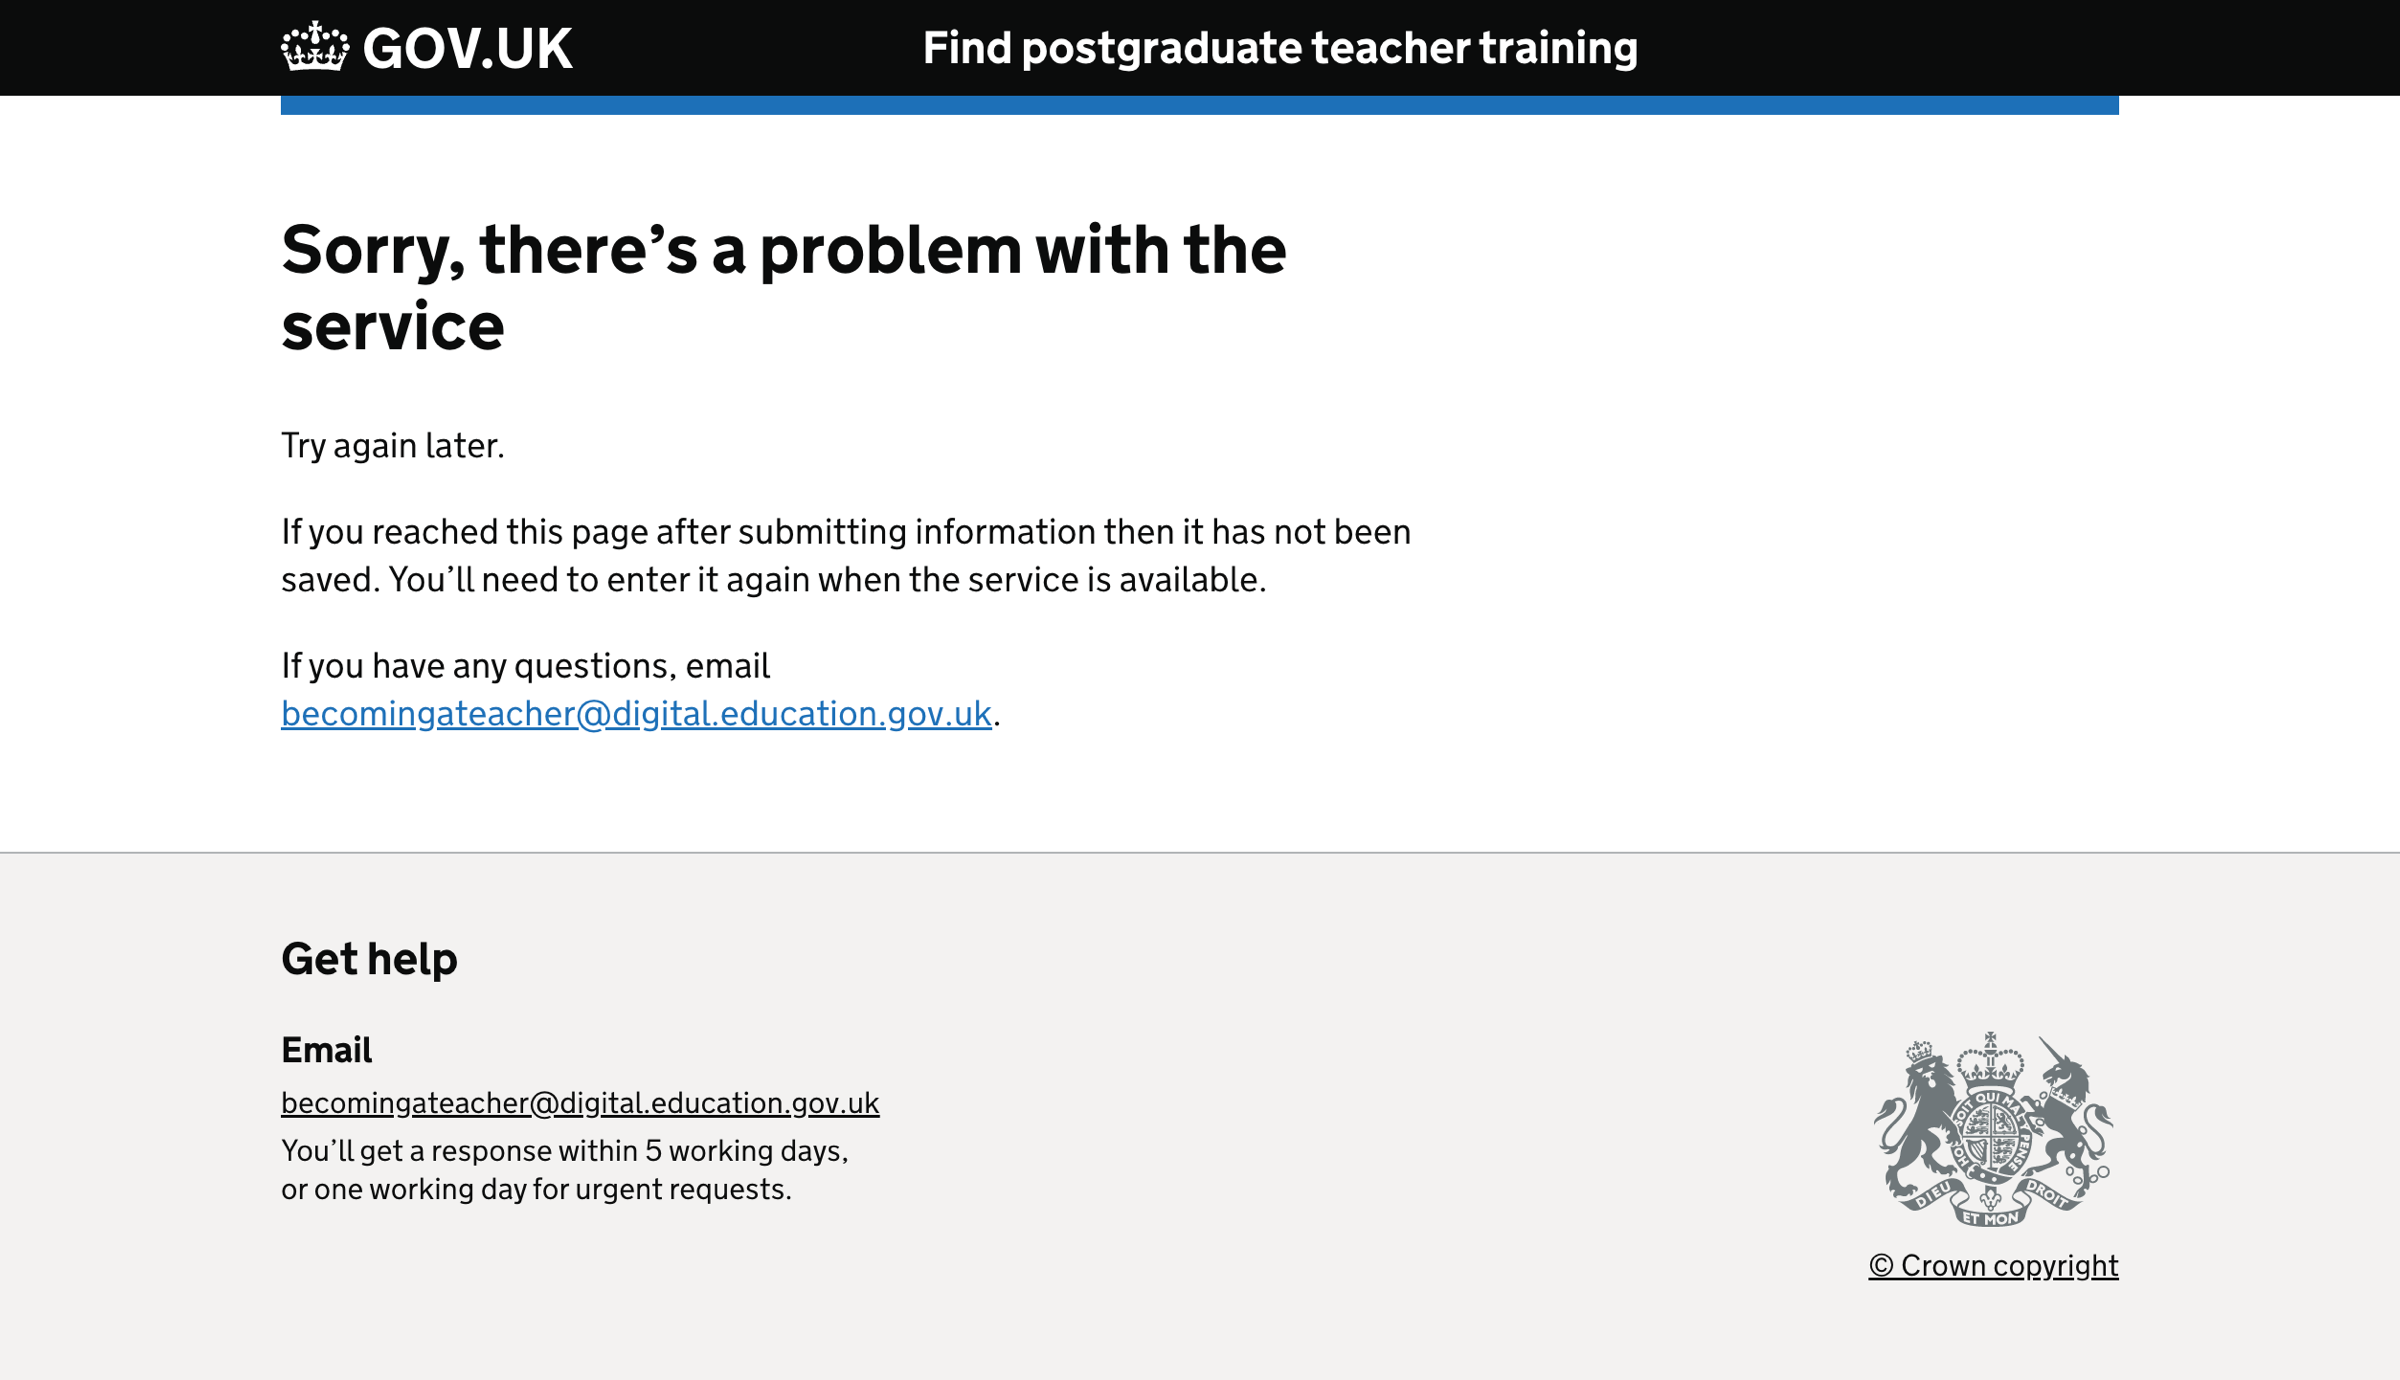 GOV.UK
Find postgraduate teacher training
Sorry, there’s a problem with the
service
Try again later.
If you reached this page after submitting information then it has not been
saved. You’ll need to enter it again when the service is available.
If you have any questions, email
becomingateacher@digital.education.gov.uk.
Get help
Email
becomingateacher@digital.education.gov.uk
You’ll get a response within 5 working days,
or one working day for urgent requests.
HONI SOIT QUI MAL Y PENSE
DIEU ET MON DROIT
© Crown copyright